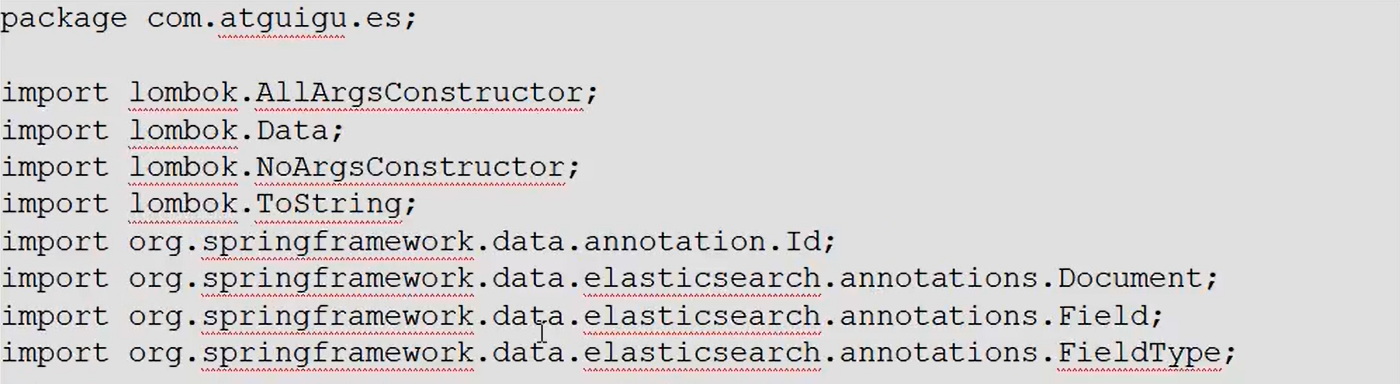 package com.atguigu.es;
import lombok.AllArgsConstructor;
import lombok.Data;
import lombok.NoArgsConstructor;
import lombok.ToString;
import org.springframework.data.annotation.Id;
import org.springframework.data.elasticsearch.annotations.Document;
import org.springframework.data.elasticsearch.annotations.Field;
import org.springframework.data.elasticsearch.annotations.FieldType;